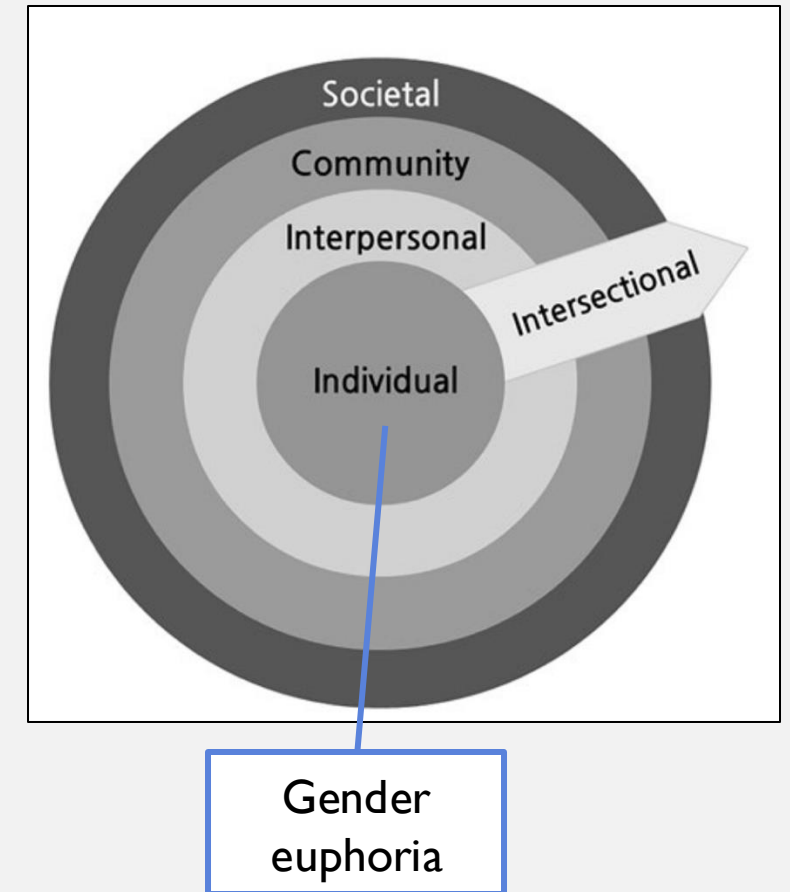 Societal
Community
Interpersonal
Intersectional
Individual
Gender
euphoria